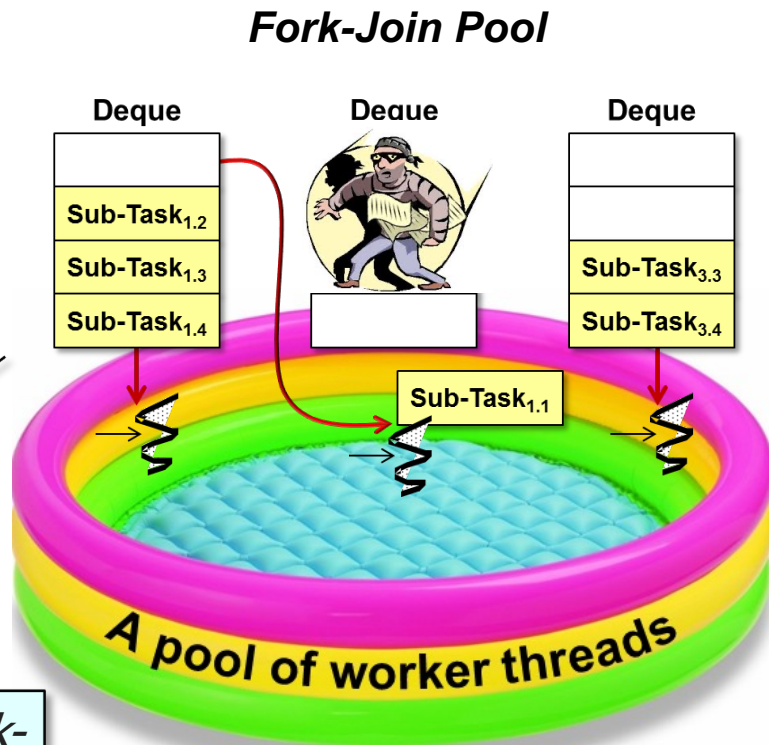 Fork-Join Pool
Deque Deque Deque
Sub-Task1.2
Sub-Task1.3 Sub-Task3.3
Sub-Task1.4 Sub-Task3.4
Sub-Task1.1
A pool of worker threads
k-